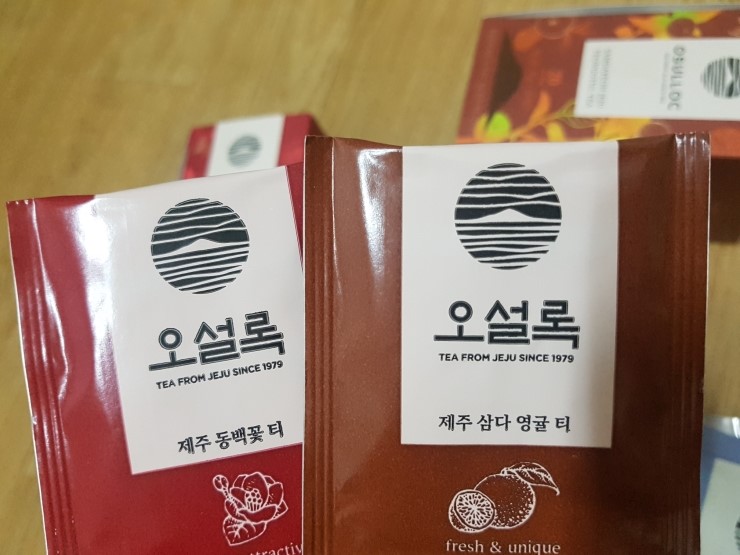 OSULLOC
오설록
TEA FROM JEJU SINCE 1979
제주 동백꽃 티
오설록
TEA FROM JEJU SINCE 1979
제주 삼다 영귤 티
fresh & unique